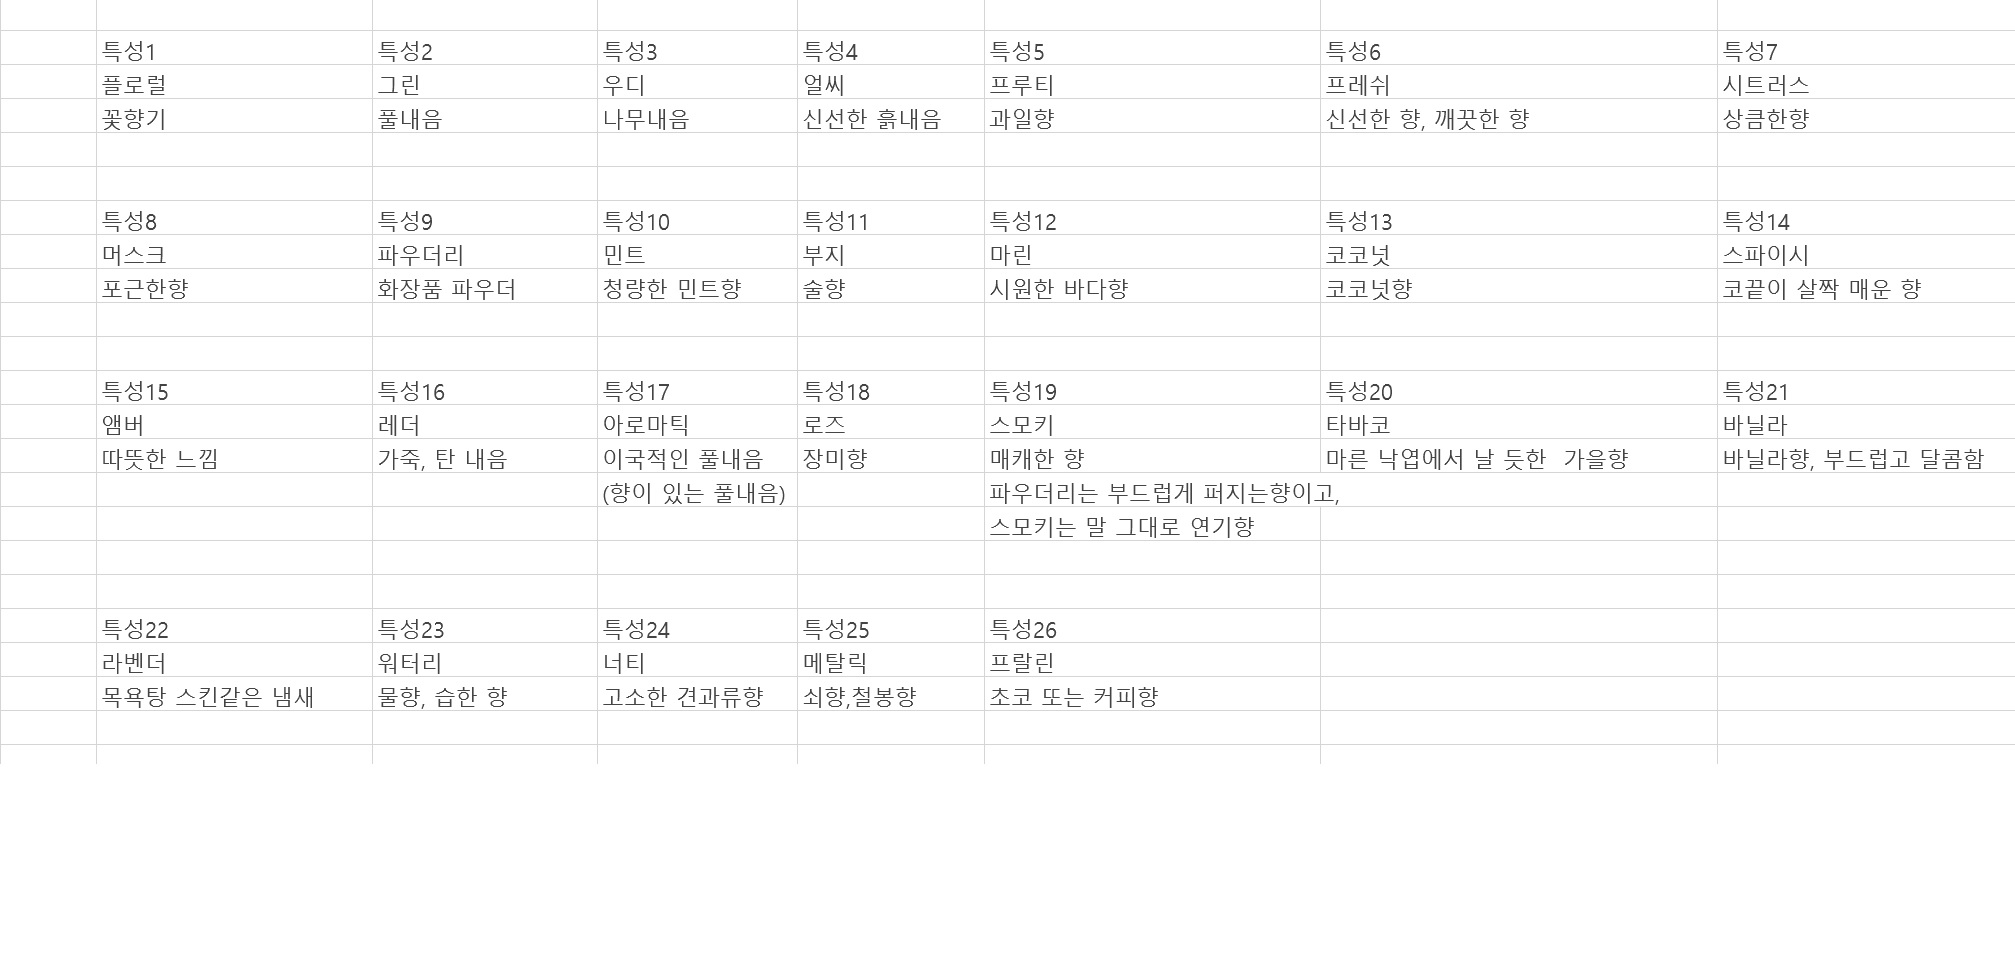 특성1 특성2 특성3 특성4 특성5 특성6 특성7
플로럴 그린 우디 얼씨 프루티 프레쉬 시트러스
꽃향기 풀내음 나무내음 신선한 흙내음 과일향 신선한 향, 깨끗한 향 상큼한향
특성8 특성9 특성10 특성11 특성12 특성13 특성14
머스크 파우더리 민트 부지 마린 코코넛 스파이시
포근한향 화장품 파우더 청량한 민트향 술향 시원한 바다향 코코넛향 코끝이 살짝 매운 향
특성15 특성16 특성17 특성18 특성19 특성20 특성21
앰버 레더 아로마틱 로즈 스모키 타바코 바닐라
따뜻한 느낌 가죽, 탄 내음 이국적인 풀내음 장미향 매캐한 향 마른 낙엽에서 날 듯한  가을향 바닐라향, 부드럽고 달콤함
(향이 있는 풀내음) 파우더리는 부드럽게 퍼지는향이고,
스모키는 말 그대로 연기향
특성22 특성23 특성24 특성25 특성26
라벤더 워터리 너티 메탈릭 프랄린
목욕탕 스킨같은 냄새 물향, 습한 향 고소한 견과류향 쇠향,철봉향 초코 또는 커피향